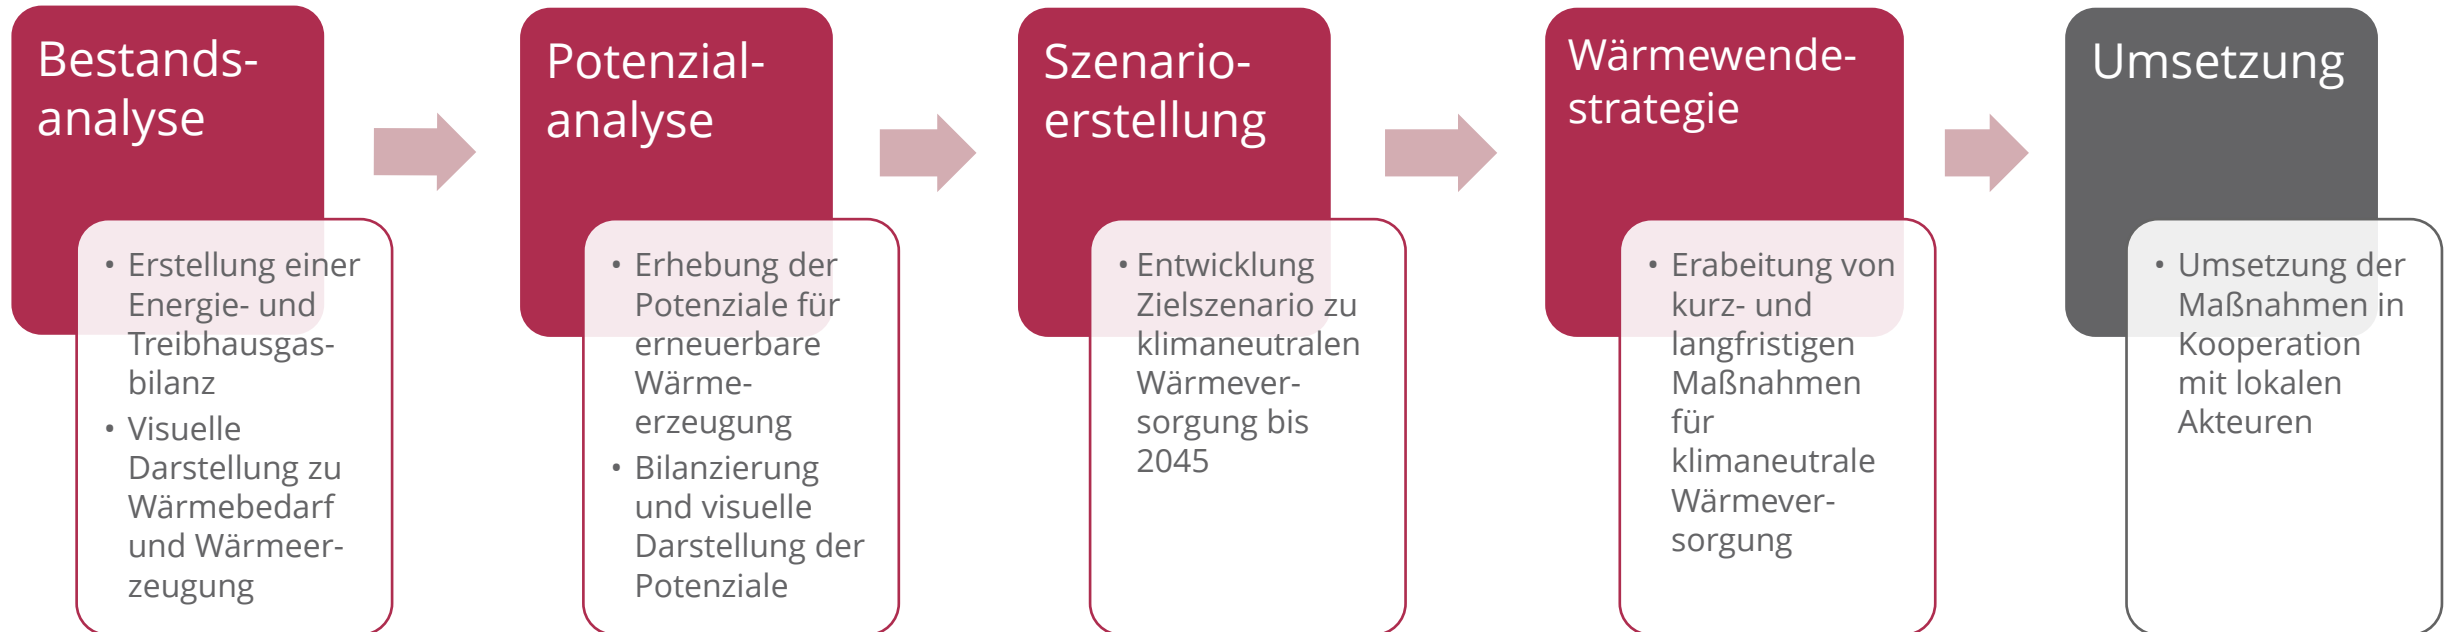 Bestands-
analyse
• Erstellung einer
Energie- und
Treibhausgas-
bilanz
• Visuelle
Darstellung zu
Wärmebedarf
und Wärmeer-
zeugung
Potenzial-
analyse
• Erhebung der
Potenziale für
erneuerbare
Wärme-
erzeugung
• Bilanzierung
und visuelle
Darstellung der
Potenziale
Szenario-
erstellung
• Entwicklung
Zielszenario zu
klimaneutralen
Wärmever-
sorgung bis
2045
Wärmewende-
strategie
• Erabeitung von
kurz- und
langfristigen
Maßnahmen
für
klimaneutrale
Wärmever-
sorgung
Umsetzung
• Umsetzung der
Maßnahmen in
Kooperation
mit lokalen
Akteuren